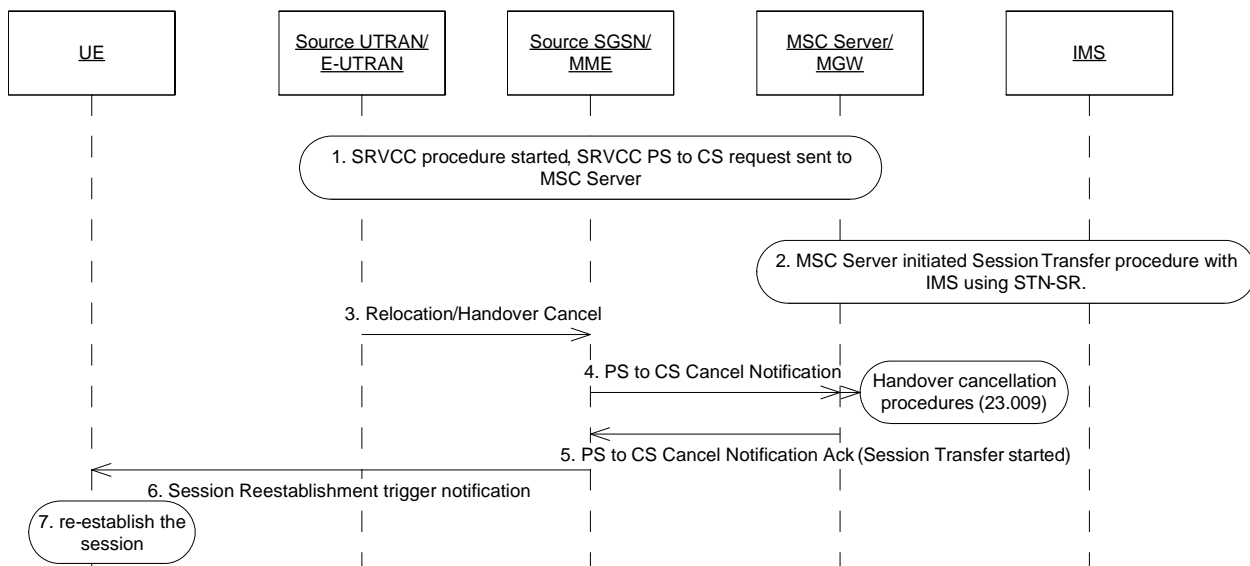 UE
Source UTRAN/
E-UTRAN
Source SGSN/
MME
MSC Server/
MGW
IMS
1. SRVCC procedure started, SRVCC PS to CS request sent to
MSC Server
2. MSC Server initiated Session Transfer procedure with
IMS using STN-SR.
3. Relocation/Handover Cancel
4. PS to CS Cancel Notification
Handover cancellation
procedures (23.009)
5. PS to CS Cancel Notification Ack (Session Transfer started)
6. Session Reestablishment trigger notification
7. re-establish the
session